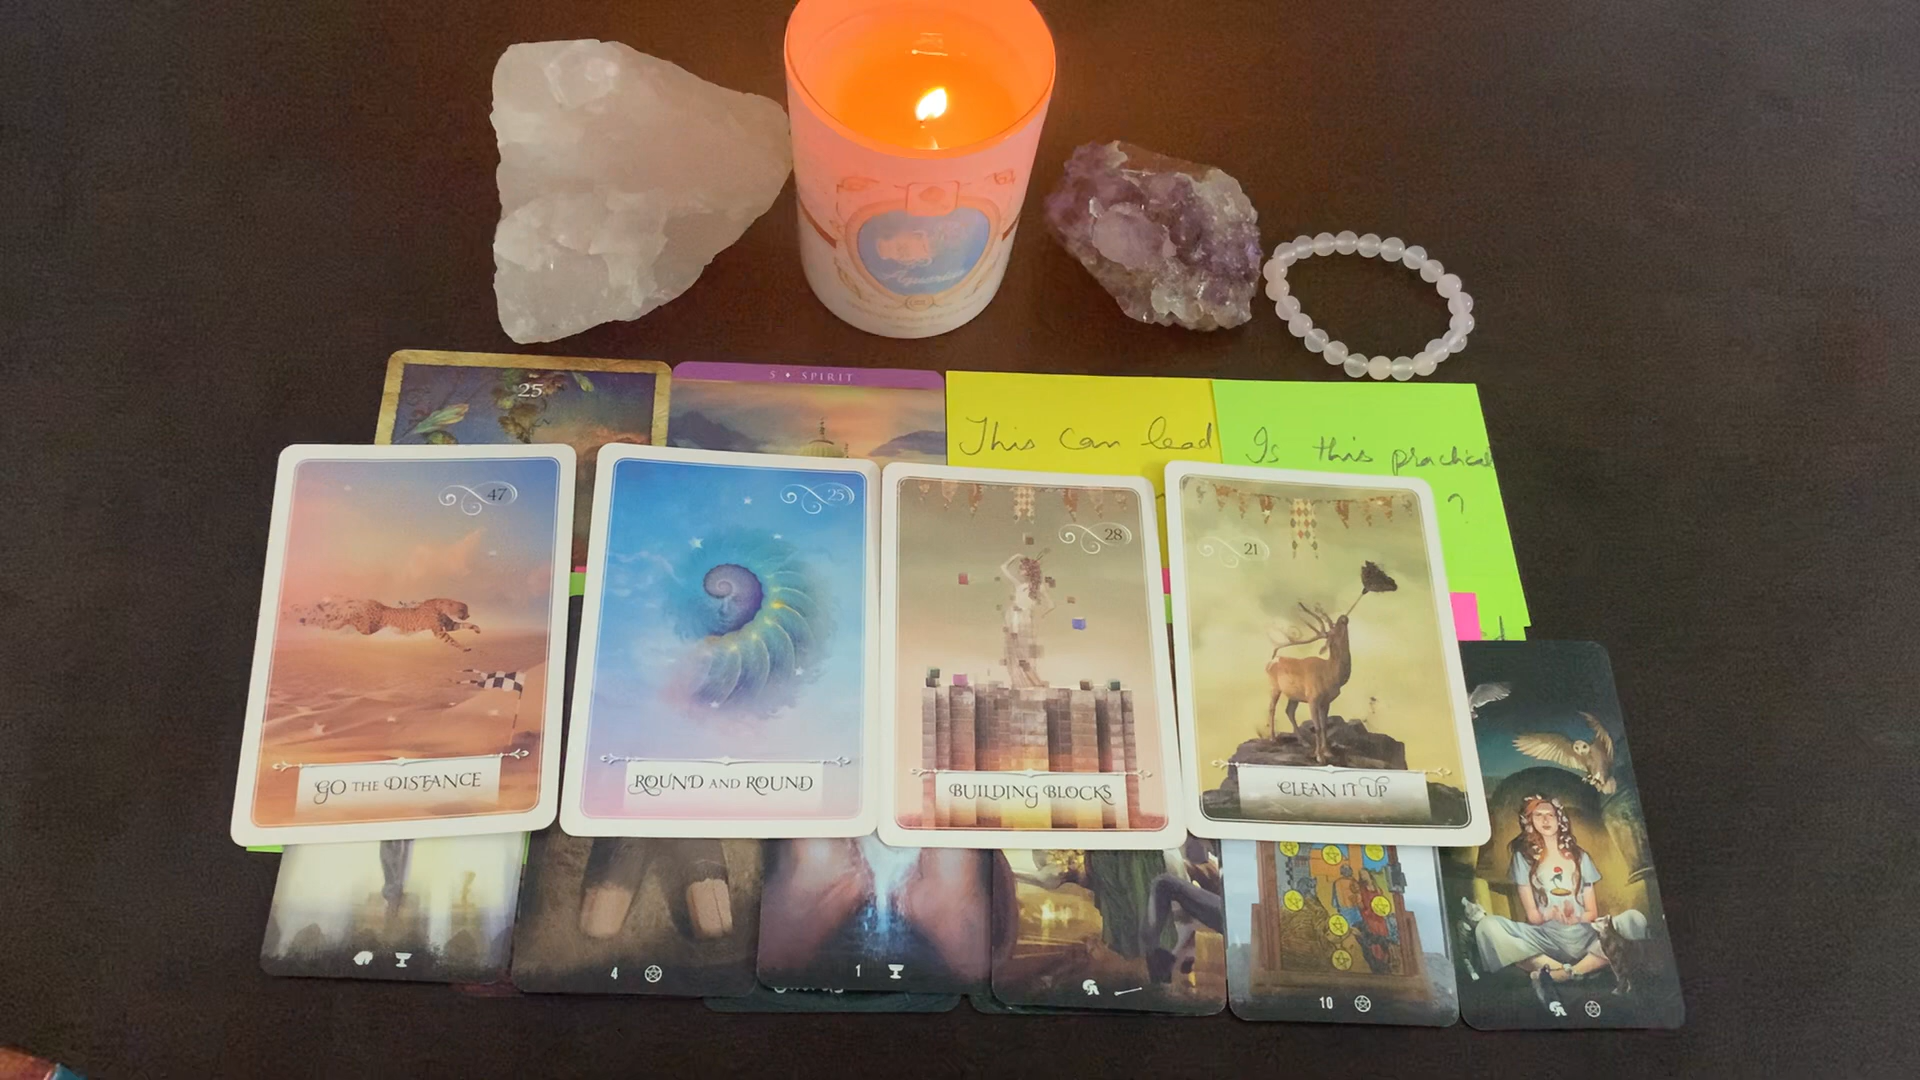 Aquarius
25
5 ♦ SPIRIT
This can lead
Is this practical
?
47
25
28
21
GO THE DISTANCE
ROUND AND ROUND
BUILDING BLOCKS
CLEAN IT UP
4
1
10